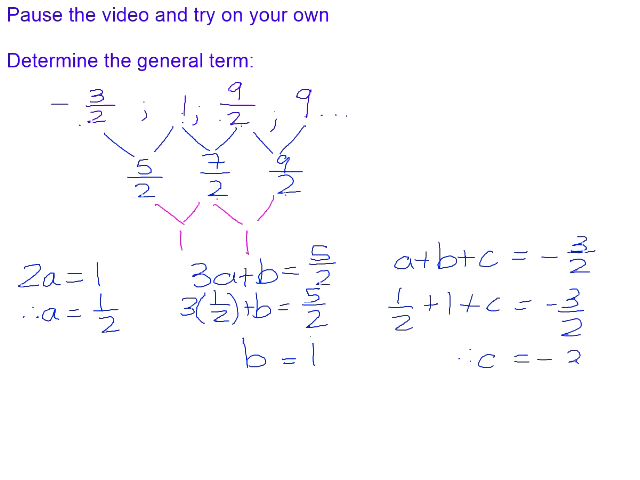 Pause the video and try on your own
Determine the general term:
- 3/2 ; 1; 9/2 ; 9 ...
5/2 7/2 9/2
1 1
2a = 1 3a+b = 5/2 a+b+c = - 3/2
∴a = 1/2 3(1/2)+b = 5/2 1/2 + 1 + c = -3/2
b = 1 ∴c = - 3